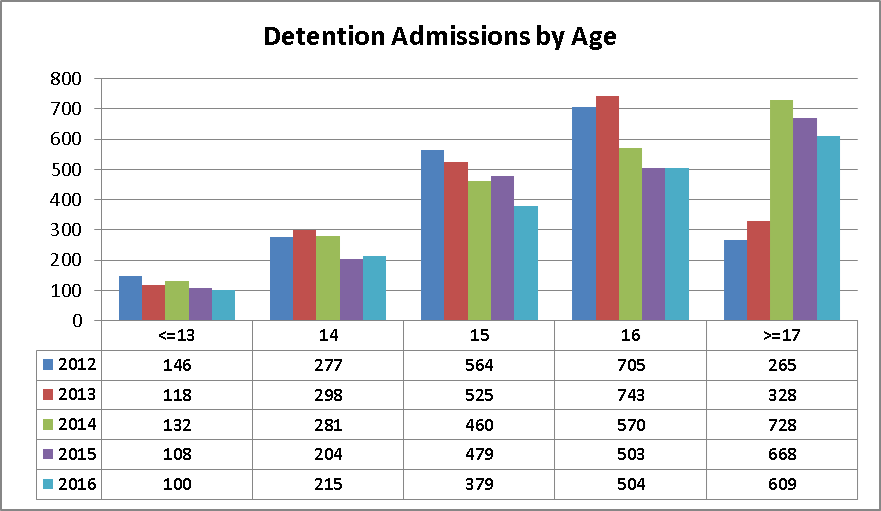 Detention Admissions by Age
800
700
600
500
400
300
200
100
0
<=13 14 15 16 >=17
2012 146 277 564 705 265
2013 118 298 525 743 328
2014 132 281 460 570 728
2015 108 204 479 503 668
2016 100 215 379 504 609